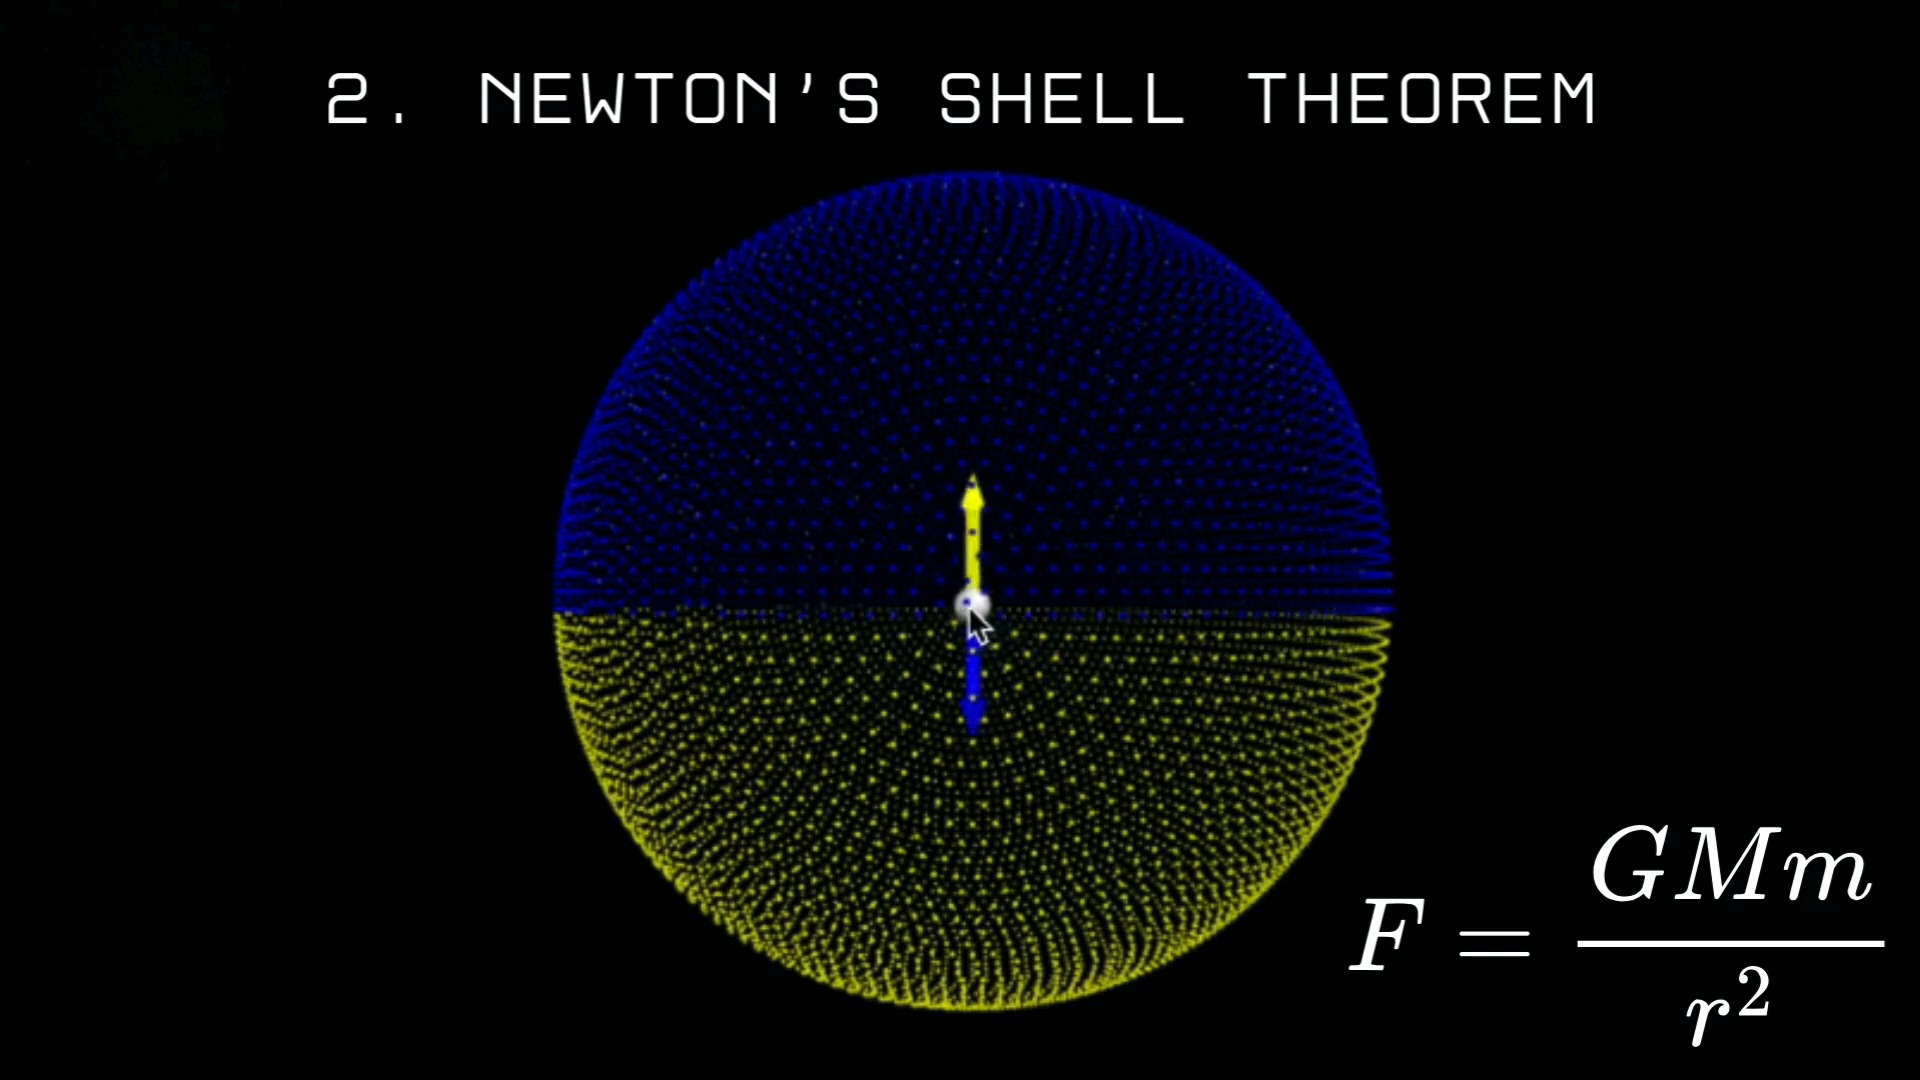 2. NEWTON'S SHELL THEOREM
F = GMm
r²